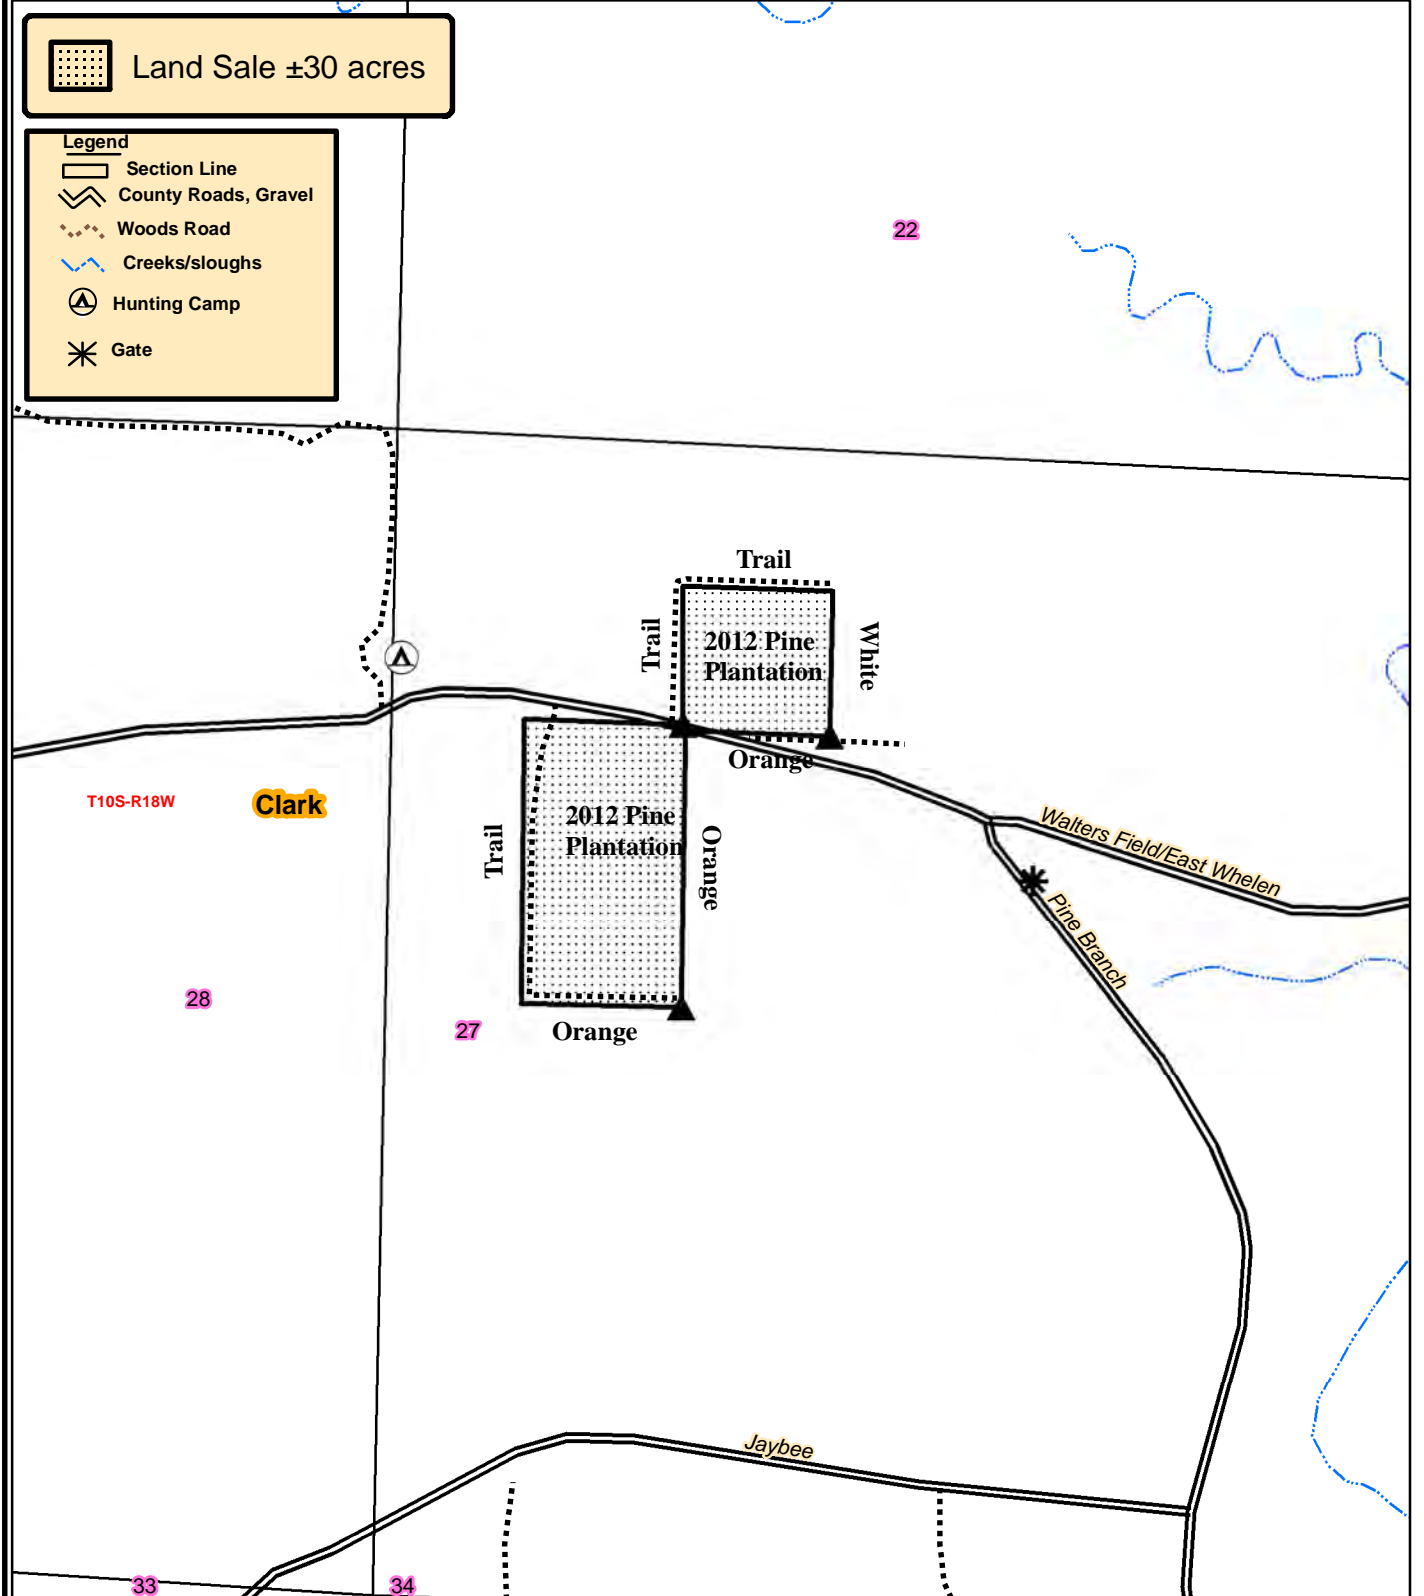 Land Sale ±30 acres
Legend
Section Line
County Roads, Gravel
Woods Road
Creeks/sloughs
Hunting Camp
Gate
22
Trail
Trail
2012 Pine
Plantation
White
Orange
T10S-R18W
Clark
Trail
2012 Pine
Plantation
Orange
Walters Field/East Whelen
Pine Branch
28
27
Orange
Jaybee
33
34